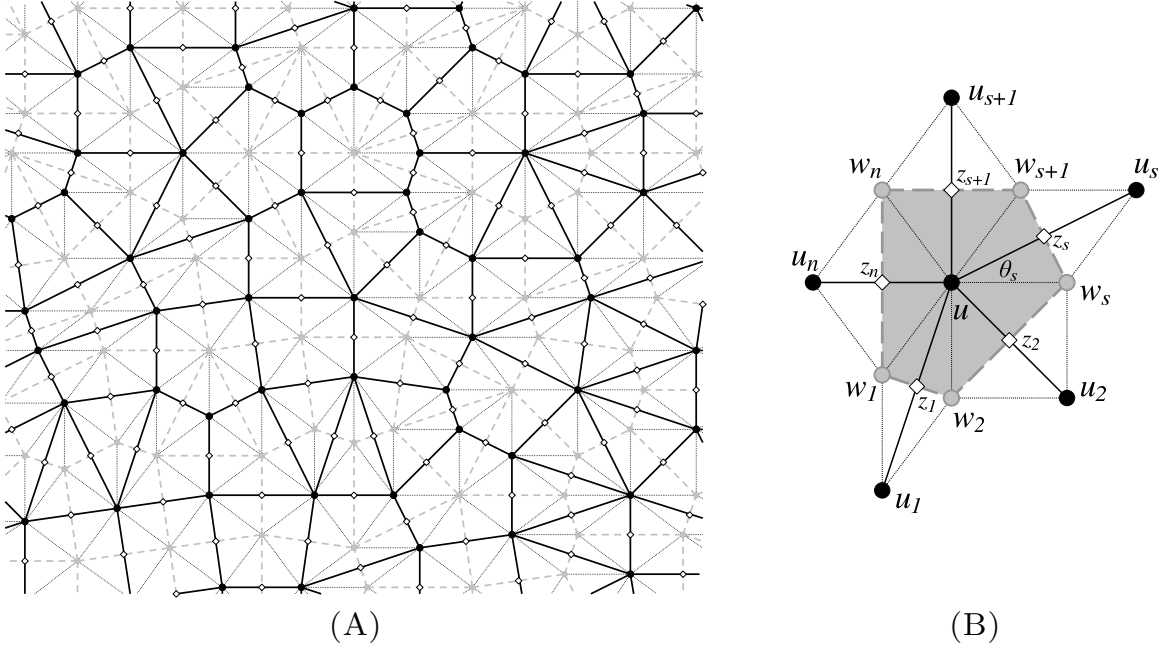 u_{s+1}
w_n
z_{s+1}
w_{s+1}
u_s
z_s
u_n
z_n
θ_s
u
w_s
z_2
w_1
z_1
w_2
u_2
u_1
(A)
(B)